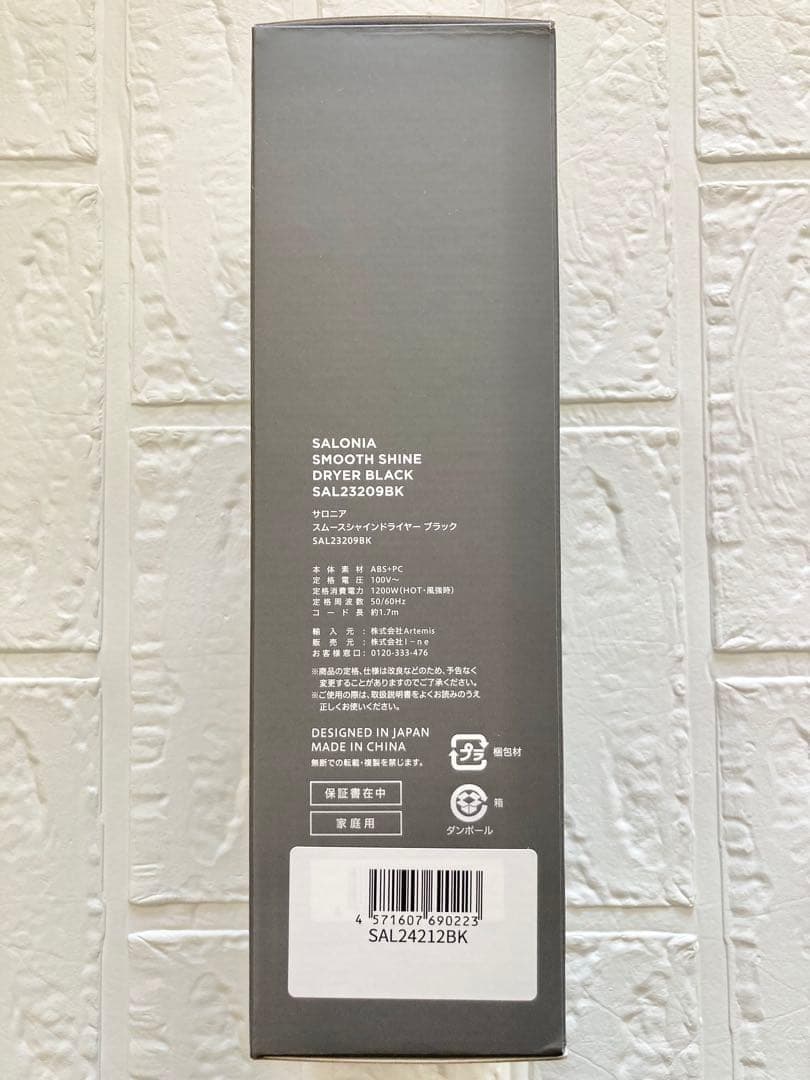 SALONIA
SMOOTH SHINE
DRYER BLACK
SAL23209BK
サロニア
スムースシャインドライヤー ブラック
SAL23209BK
本体素材 ABS+PC
定格電圧 100V～
定格消費電力 1200W(HOT・風強時)
定格周波数 50/60Hz
コード長 約1.7m
輸入元:株式会社Artemis
販売元:株式会社I-ne
お客様窓口:0120-333-476
※商品の定格、仕様は改良などのため、予告なく
変更することがありますのでご了承ください。
※ご使用の際は、取扱説明書をよくお読みのうえ
正しくお使いください。
DESIGNED IN JAPAN
MADE IN CHINA
無断での転載・複製を禁じます。
プラ 梱包材
保証書在中
箱
ダンボール
家庭用
4 571607 690223
SAL24212BK